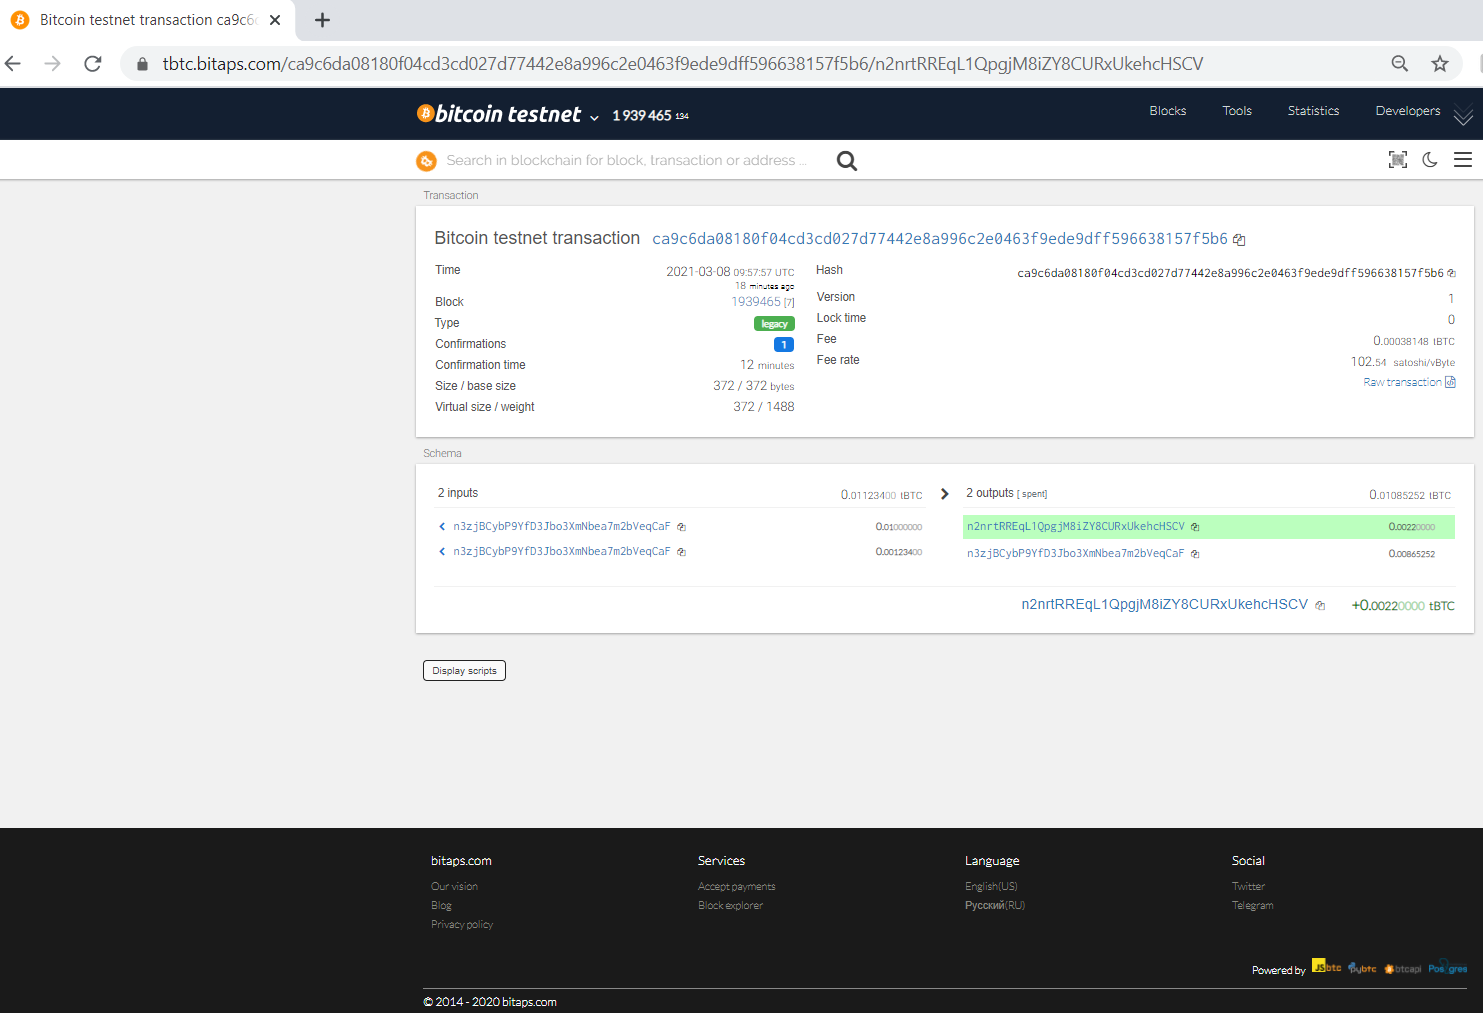 Bitcoin testnet transaction ca9c6
tbtc.bitaps.com/ca9c6da08180f04cd3cd027d77442e8a996c2e0463f9ede9dff596638157f5b6/n2nrtRREqL1QpgjM8iZY8CURxUkehcHSCV
bitcoin testnet 1 939 465 134 Blocks Tools Statistics Developers
Search in blockchain for block, transaction or address ...
Transaction
Bitcoin testnet transaction ca9c6da08180f04cd3cd027d77442e8a996c2e0463f9ede9dff596638157f5b6
Time 2021-03-08 09:57:57 UTC
18 minutes ago
Block 1939465 [7]
Type legacy
Confirmations 1
Confirmation time 12 minutes
Size / base size 372 / 372 bytes
Virtual size / weight 372 / 1488
Hash ca9c6da08180f04cd3cd027d77442e8a996c2e0463f9ede9dff596638157f5b6
Version 1
Lock time 0
Fee 0.00038148 tBTC
Fee rate 102.54 satoshi/vByte
Raw transaction
Schema
2 inputs 0.01123400 tBTC
n3zjBCybP9YfD3Jbo3XmNbea7m2bVeqCaF 0.01000000
n3zjBCybP9YfD3Jbo3XmNbea7m2bVeqCaF 0.00123400
2 outputs [ spent] 0.01085252 tBTC
n2nrtRREqL1QpgjM8iZY8CURxUkehcHSCV 0.00220000
n3zjBCybP9YfD3Jbo3XmNbea7m2bVeqCaF 0.00865252
n2nrtRREqL1QpgjM8iZY8CURxUkehcHSCV +0.00220000 tBTC
Display scripts
bitaps.com
Our vision
Blog
Privacy policy
Services
Accept payments
Block explorer
Language
English(US)
Русский(RU)
Social
Twitter
Telegram
Powered by JSbtc pybtc btcapi Postgres
© 2014 - 2020 bitaps.com